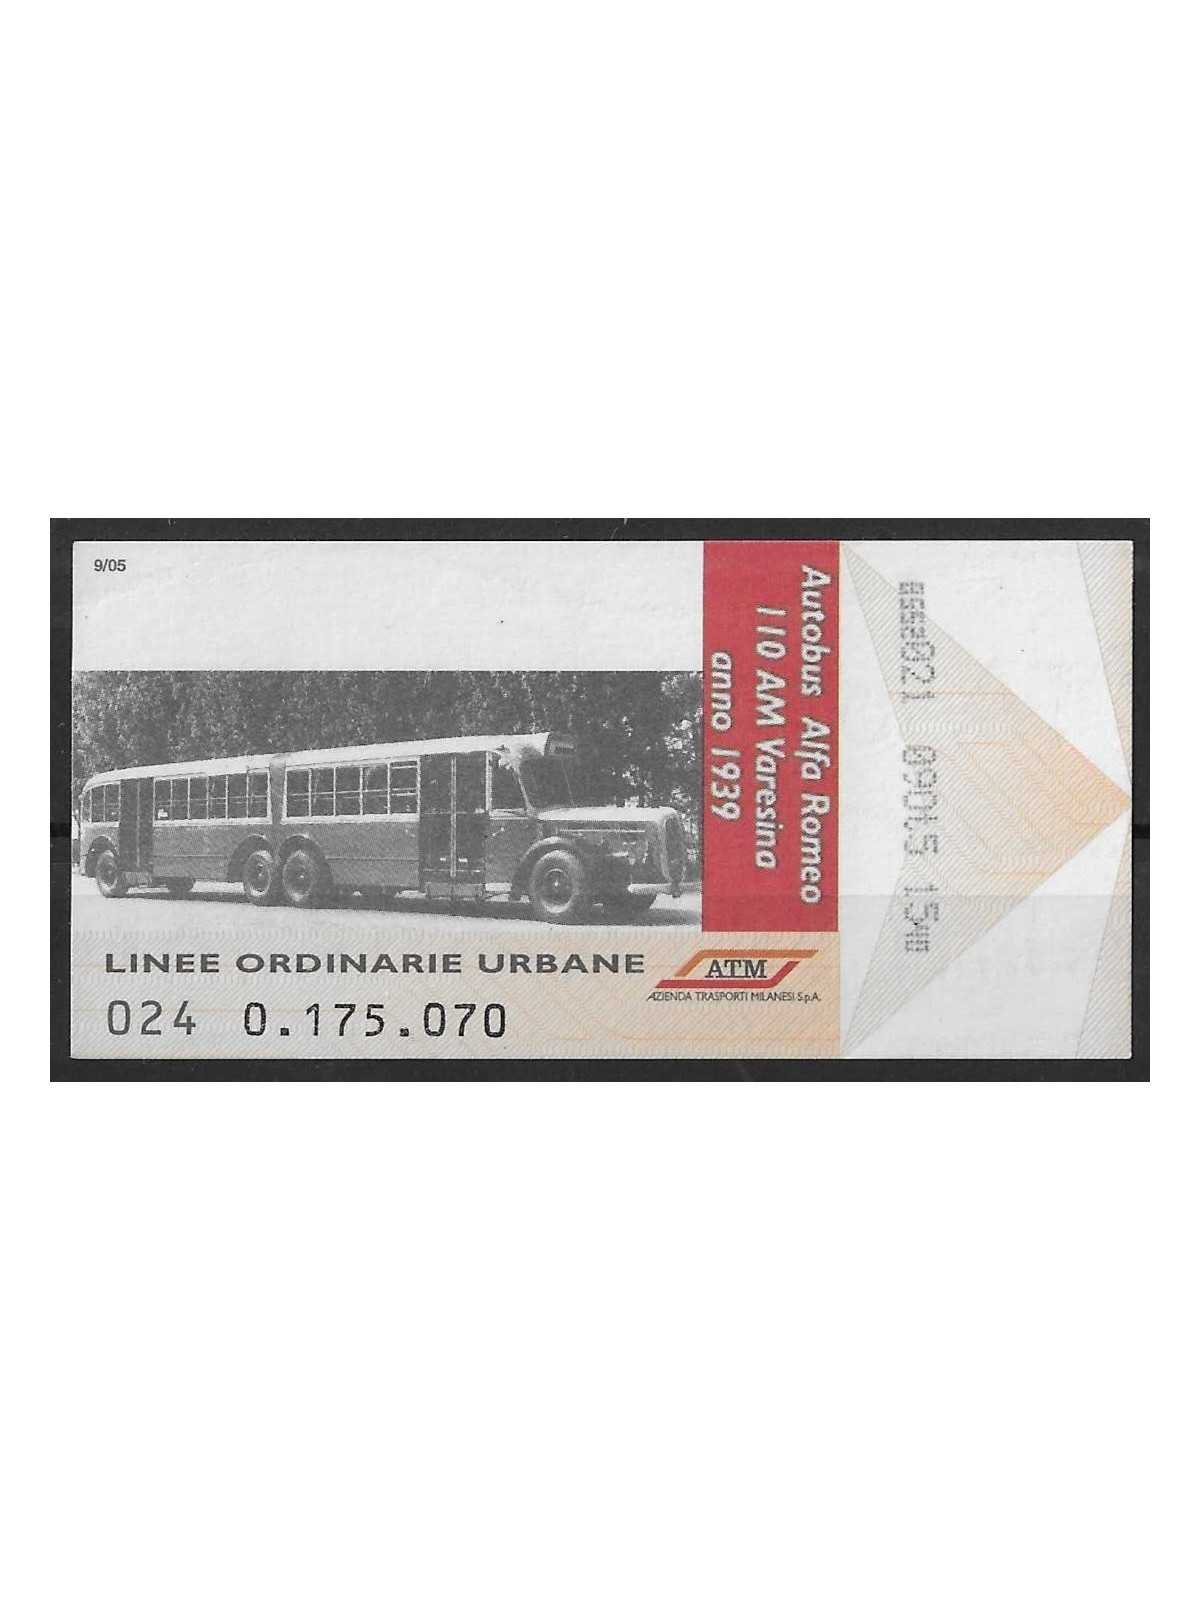 9/05
Autobus Alfa Romeo
110 AM Varesina
anno 1939
LINEE ORDINARIE URBANE
ATM
AZIENDA TRASPORTI MILANESI S.p.A.
024 0.175.070